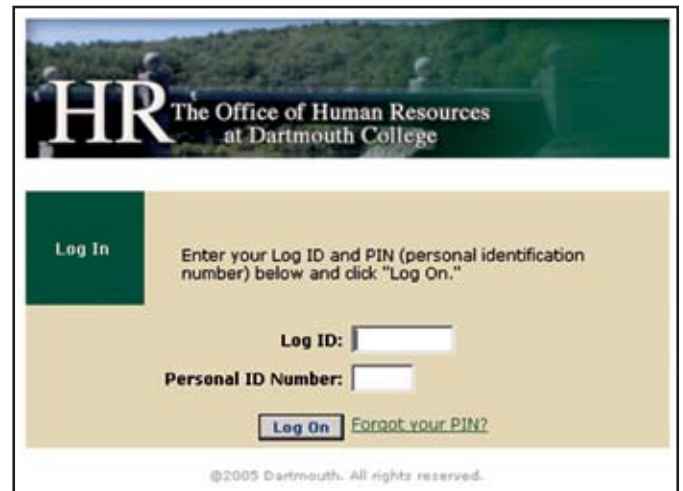 HR The Office of Human Resources
at Dartmouth College
Log In
Enter your Log ID and PIN (personal identification
number) below and click "Log On."
Log ID:
Personal ID Number:
Log On Forgot your PIN?
©2005 Dartmouth. All rights reserved.